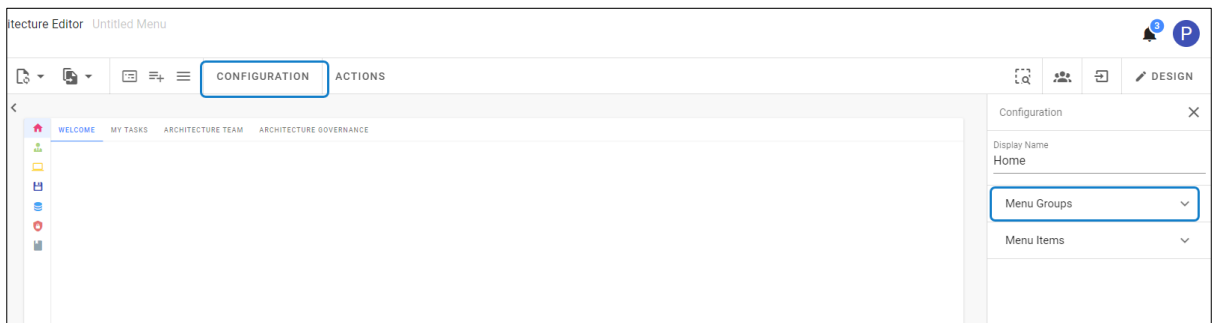 itecture Editor Untitled Menu
3
P
CONFIGURATION ACTIONS
DESIGN
WELCOME MY TASKS ARCHITECTURE TEAM ARCHITECTURE GOVERNANCE
Configuration
Display Name
Home
Menu Groups
Menu Items